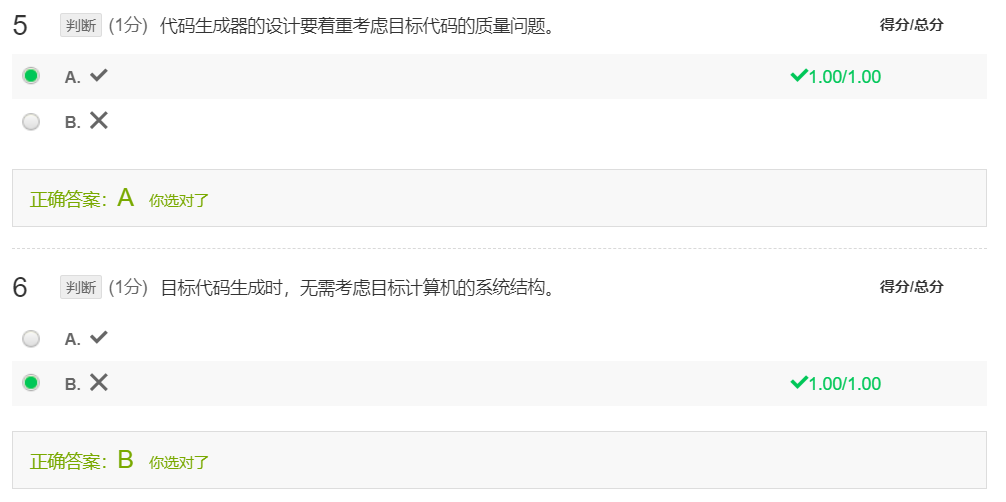 5 判断 (1分) 代码生成器的设计要着重考虑目标代码的质量问题。 得分/总分
A. ✔ ✔1.00/1.00
B. ✖
正确答案：A 你选对了
6 判断 (1分) 目标代码生成时，无需考虑目标计算机的系统结构。 得分/总分
A. ✔
B. ✖ ✔1.00/1.00
正确答案：B 你选对了